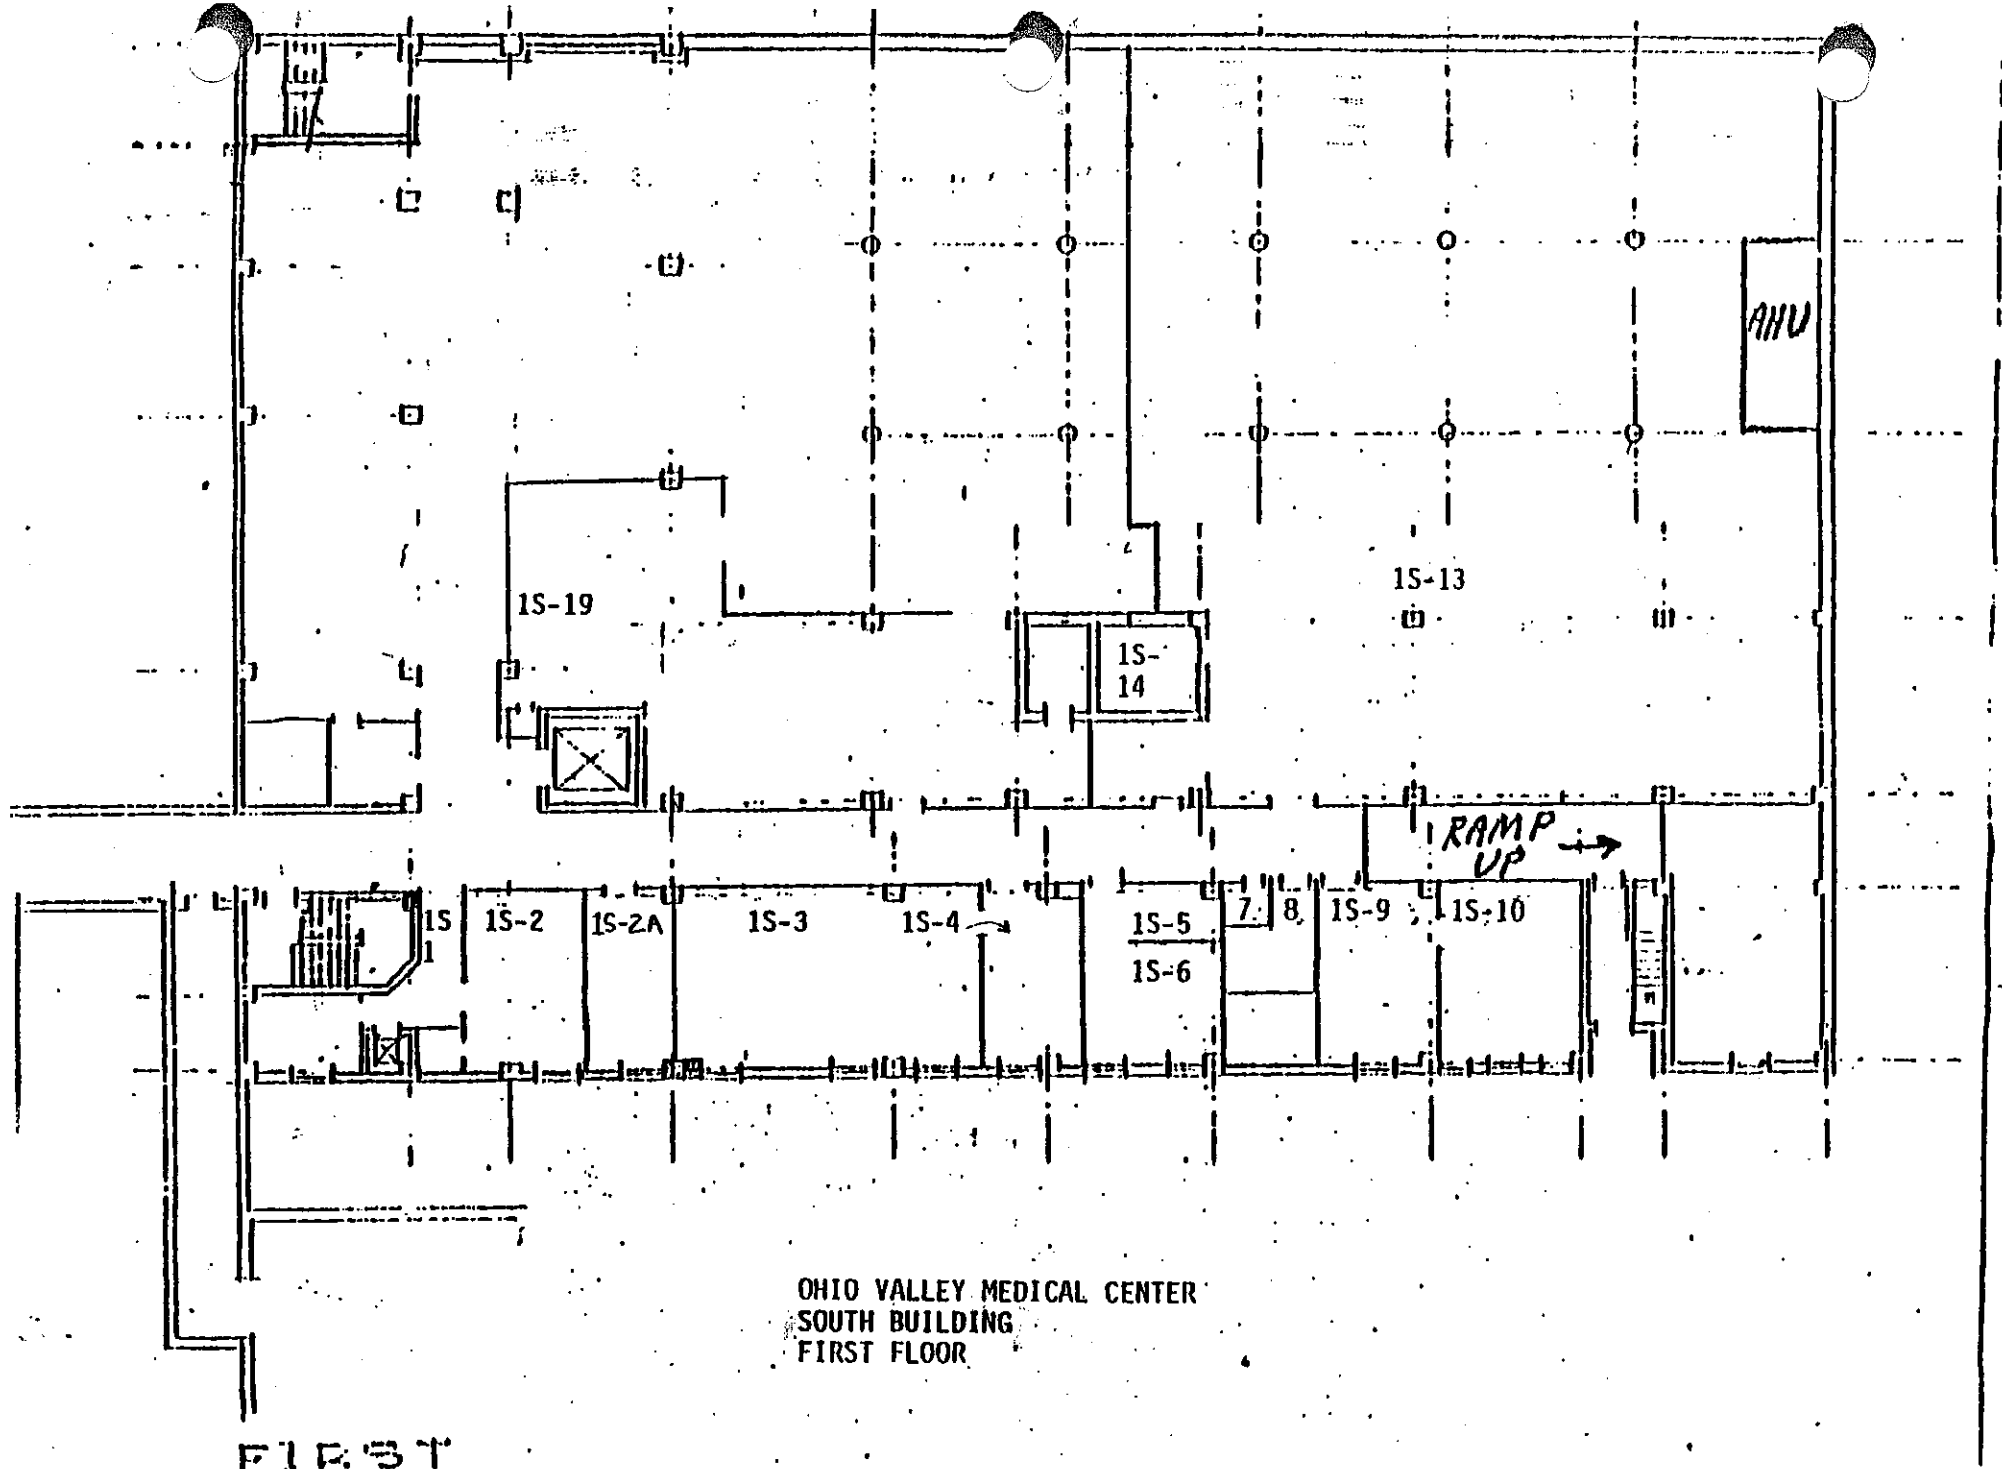 AHU
1S-13
1S-19
1S-
14
RAMP
UP
1S
1
1S-2
1S-2A
1S-3
1S-4
1S-5
1S-6
7
8
1S-9
1S-10
OHIO VALLEY MEDICAL CENTER
SOUTH BUILDING
FIRST FLOOR
FIRST